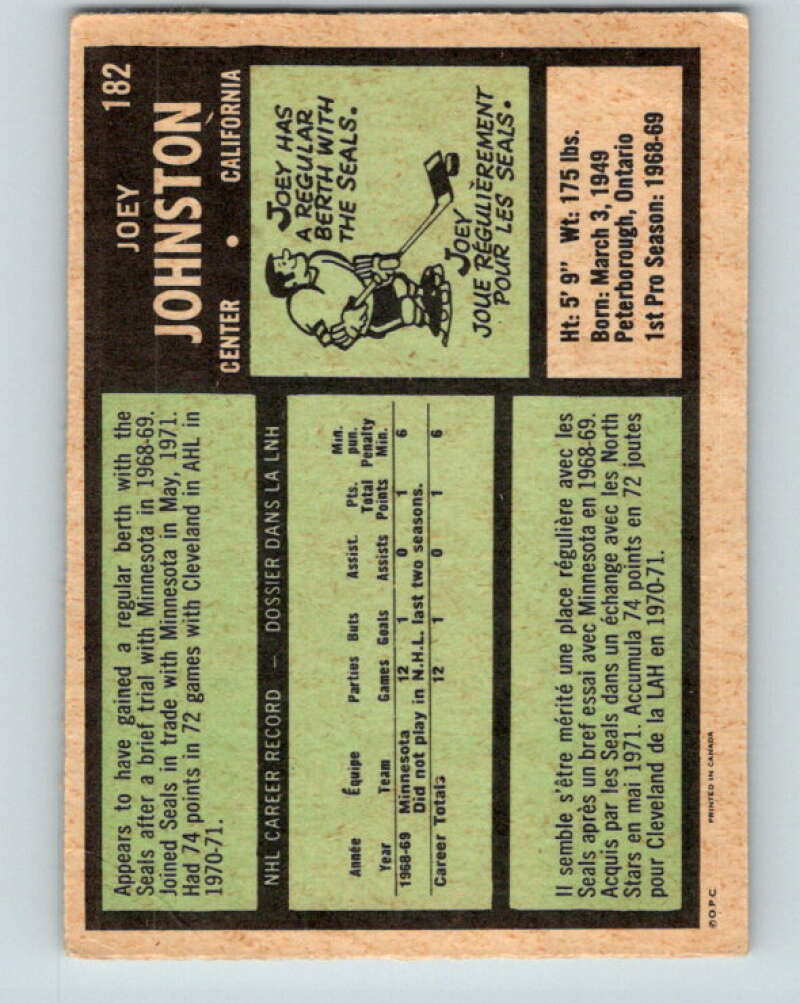 182
JOEY
JOHNSTON
CENTER • CALIFORNIA
Appears to have gained a regular berth with the
Seals after a brief trial with Minnesota in 1968-69.
Joined Seals in trade with Minnesota in May, 1971.
Had 74 points in 72 games with Cleveland in AHL in
1970-71.
JOEY HAS
A REGULAR
BERTH WITH
THE SEALS.
JOEY
JOUE RÉGULIÈREMENT
POUR LES SEALS.
NHL CAREER RECORD — DOSSIER DANS LA LNH
Année Équipe Parties Buts Assist. Pts. Min. pun.
Year Team Games Goals Assists Total Points Penalty Min.
1968-69 Minnesota 12 1 0 1 6
Did not play in N.H.L. last two seasons.
Career Totals 12 1 0 1 6
Ht: 5' 9" Wt: 175 lbs.
Born: March 3, 1949
Peterborough, Ontario
1st Pro Season: 1968-69
Il semble s'être mérité une place régulière avec les
Seals après un bref essai avec Minnesota en 1968-69.
Acquis par les Seals dans un échange avec les North
Stars en mai 1971. Accumula 74 points en 72 joutes
pour Cleveland de la LAH en 1970-71.
©O.P.C. PRINTED IN CANADA